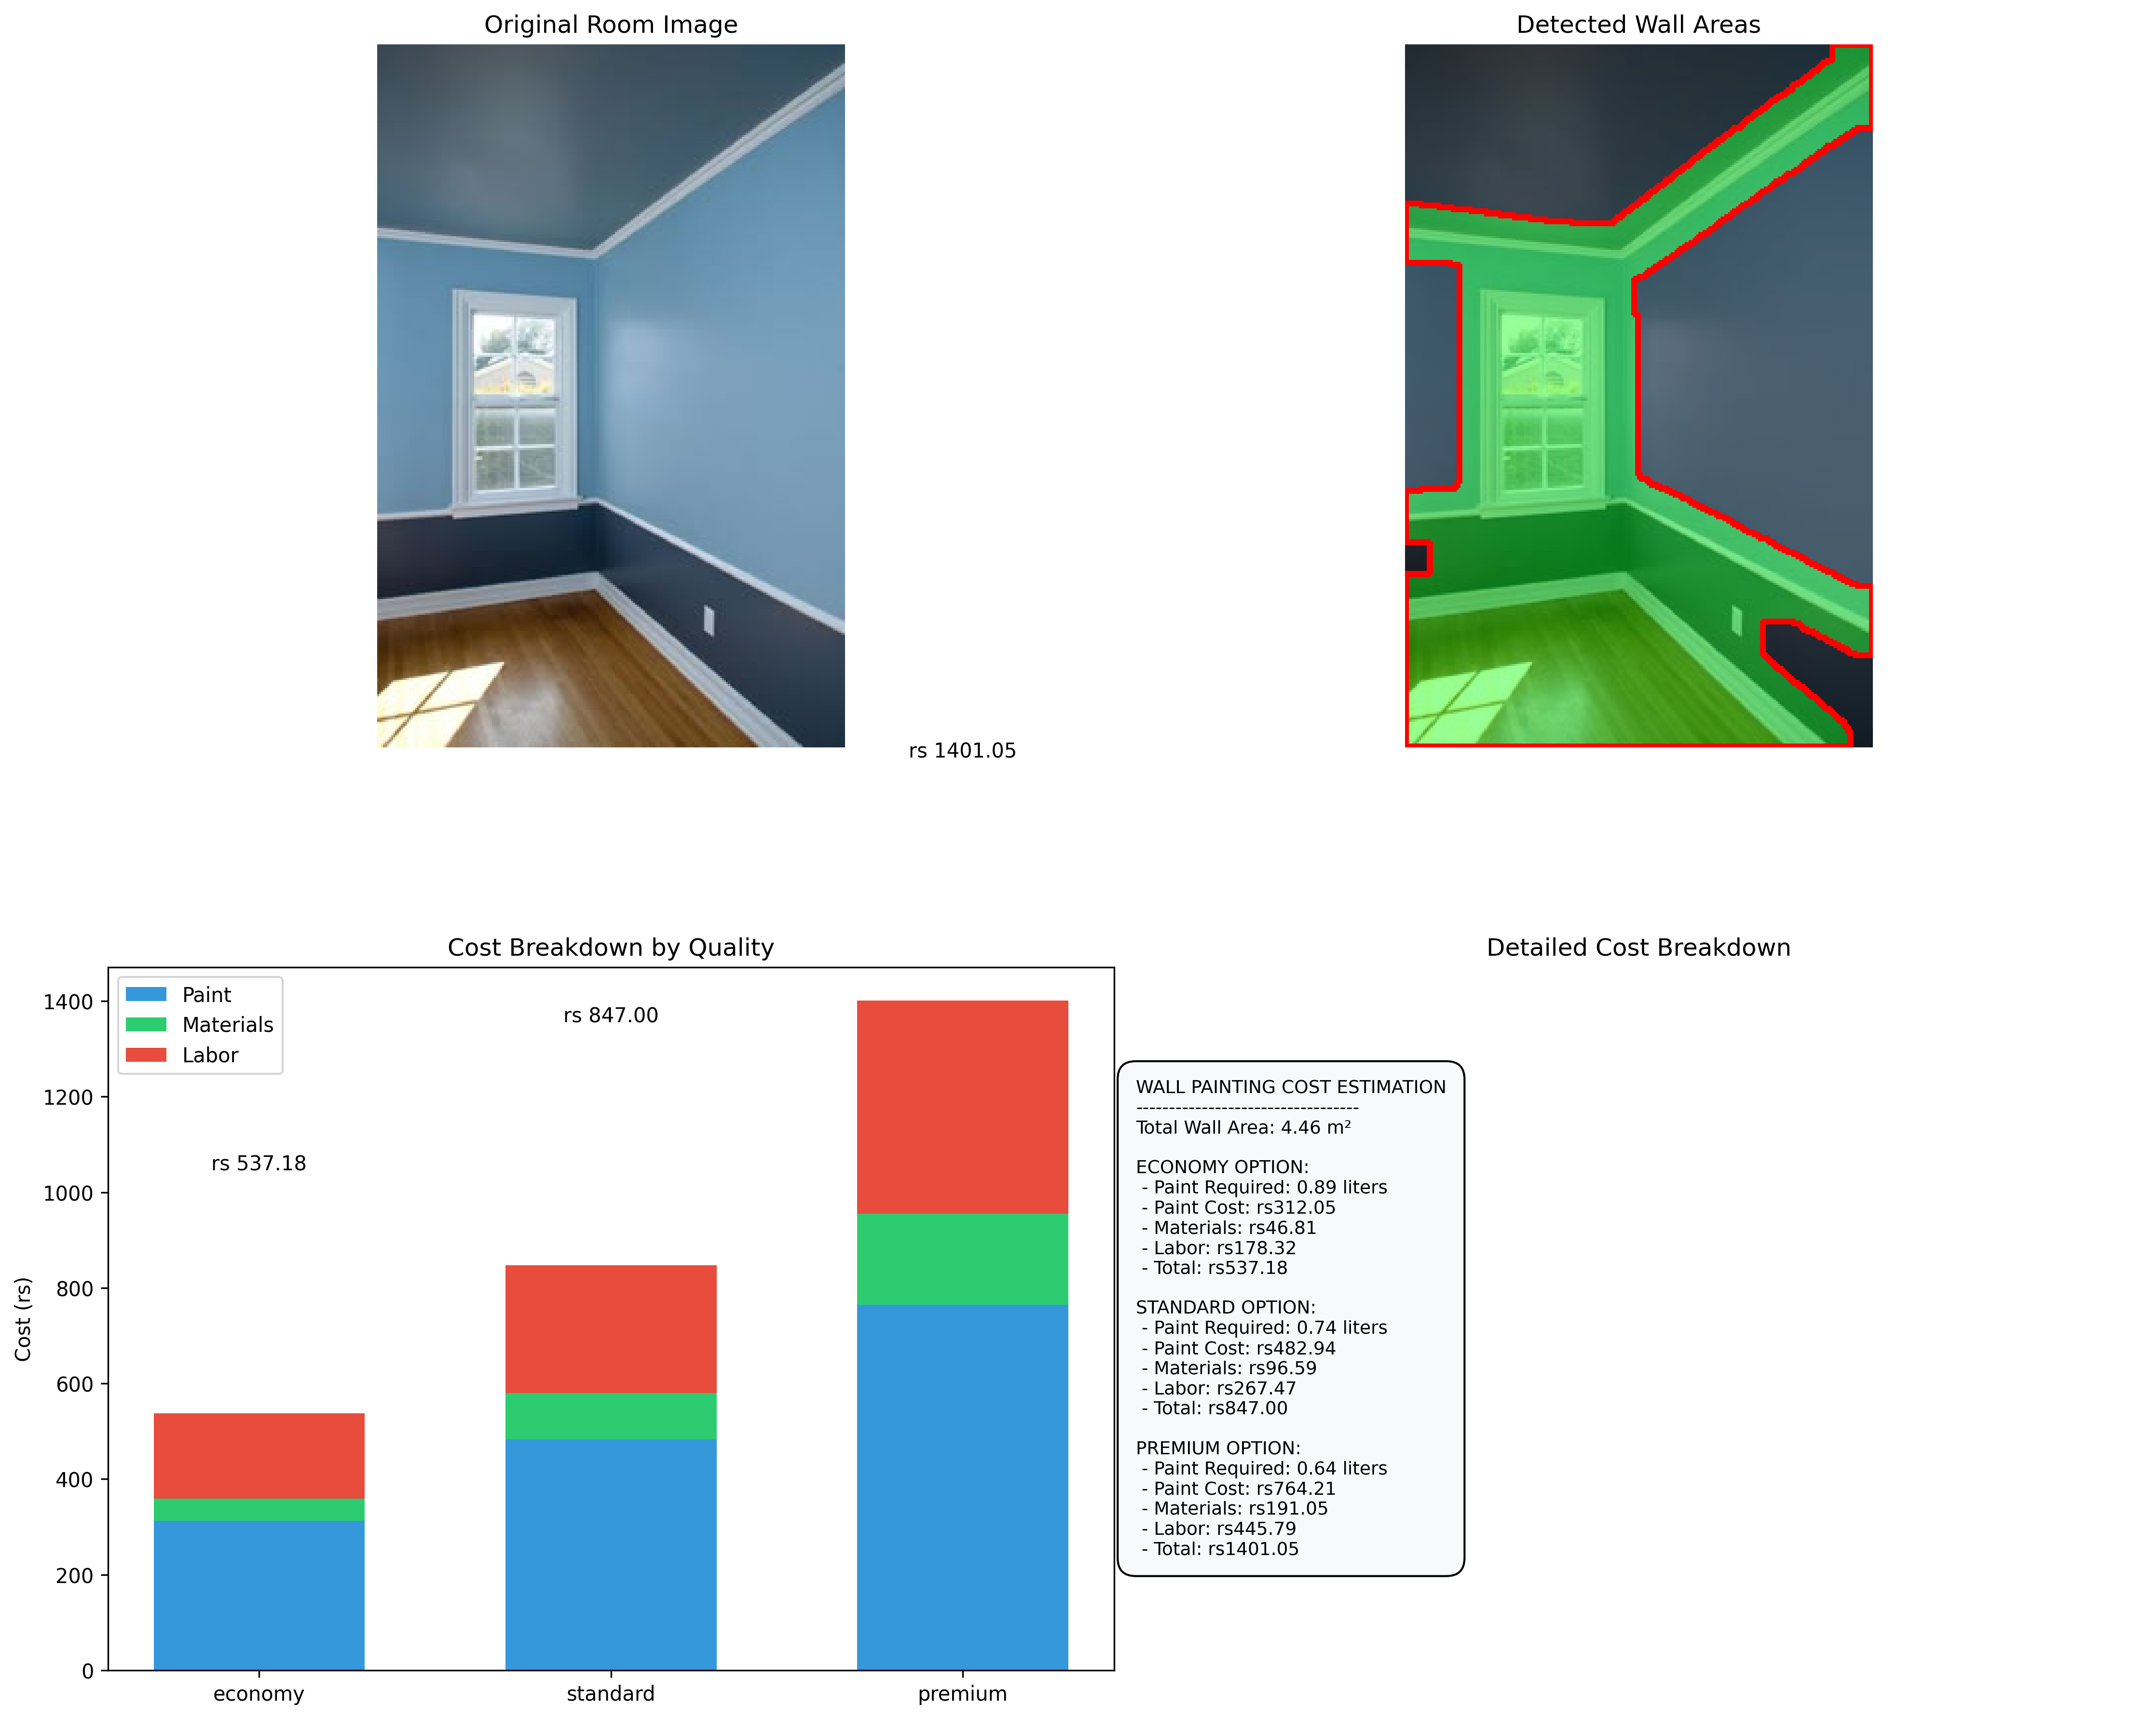 Original Room Image
Detected Wall Areas
rs 1401.05
Cost Breakdown by Quality
Detailed Cost Breakdown
Paint
Materials
Labor
rs 847.00
rs 537.18
Cost (rs)
1400
1200
1000
800
600
400
200
0
economy
standard
premium
WALL PAINTING COST ESTIMATION
----------------------------------
Total Wall Area: 4.46 m²
ECONOMY OPTION:
- Paint Required: 0.89 liters
- Paint Cost: rs312.05
- Materials: rs46.81
- Labor: rs178.32
- Total: rs537.18
STANDARD OPTION:
- Paint Required: 0.74 liters
- Paint Cost: rs482.94
- Materials: rs96.59
- Labor: rs267.47
- Total: rs847.00
PREMIUM OPTION:
- Paint Required: 0.64 liters
- Paint Cost: rs764.21
- Materials: rs191.05
- Labor: rs445.79
- Total: rs1401.05